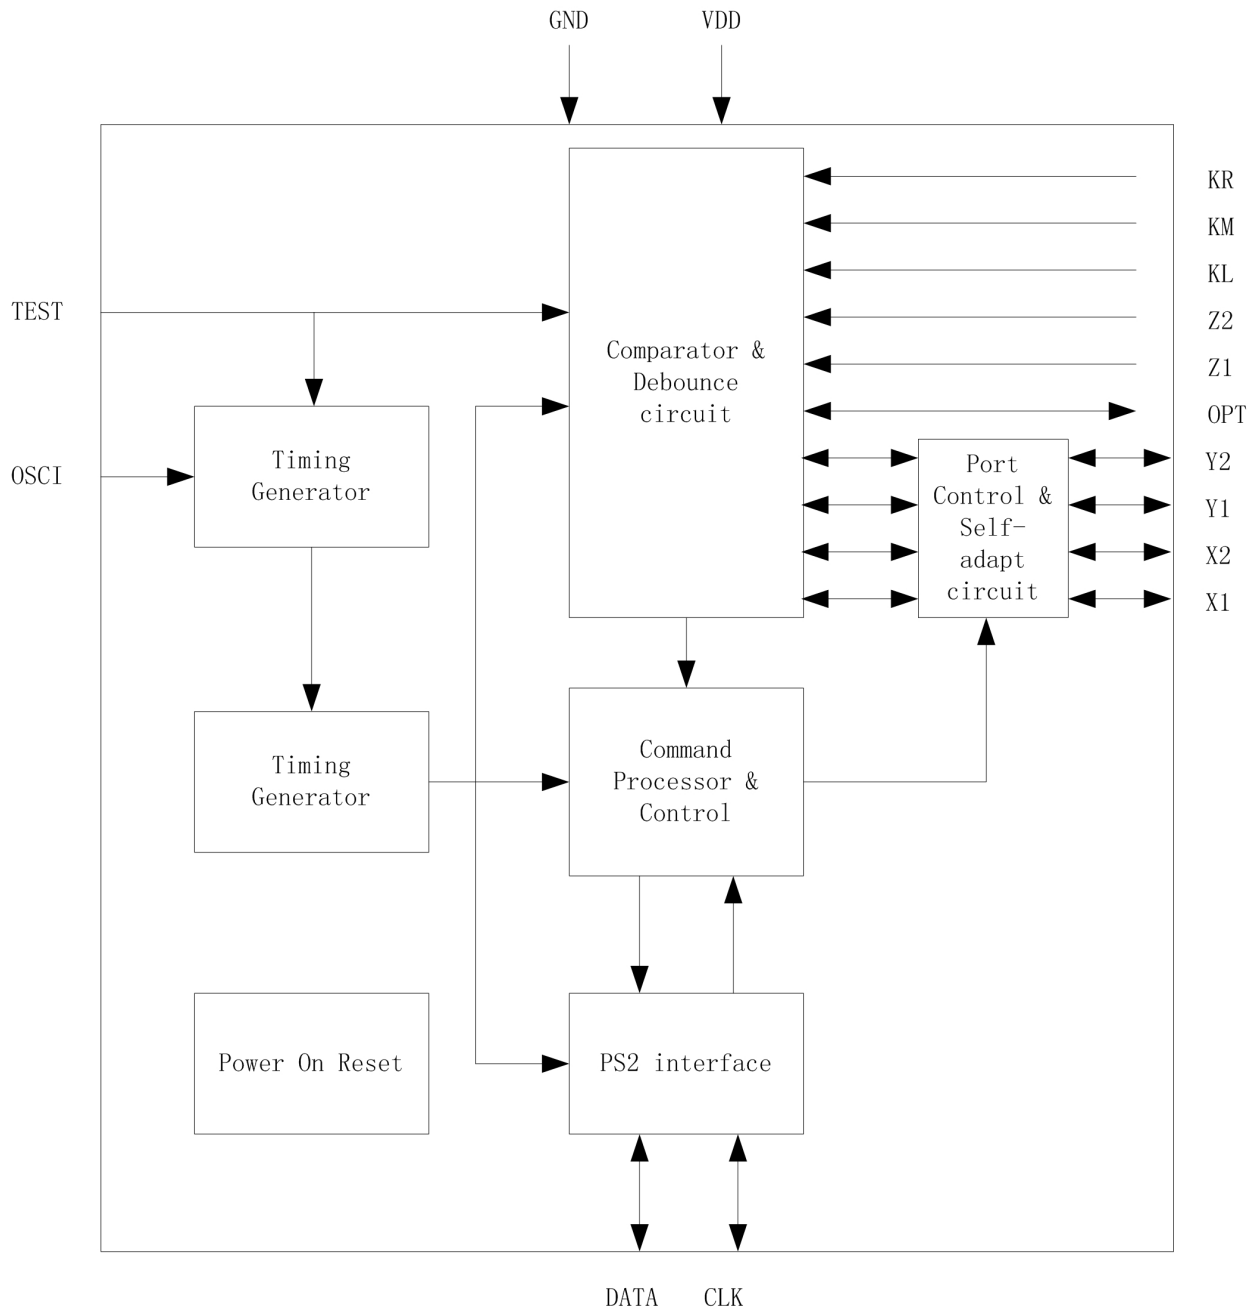 GND
VDD
KR
KM
KL
Z2
Z1
OPT
Y2
Y1
X2
X1
TEST
OSCI
Comparator &
Debounce
circuit
Timing
Generator
Port
Control &
Self-
adapt
circuit
Timing
Generator
Command
Processor &
Control
Power On Reset
PS2 interface
DATA
CLK